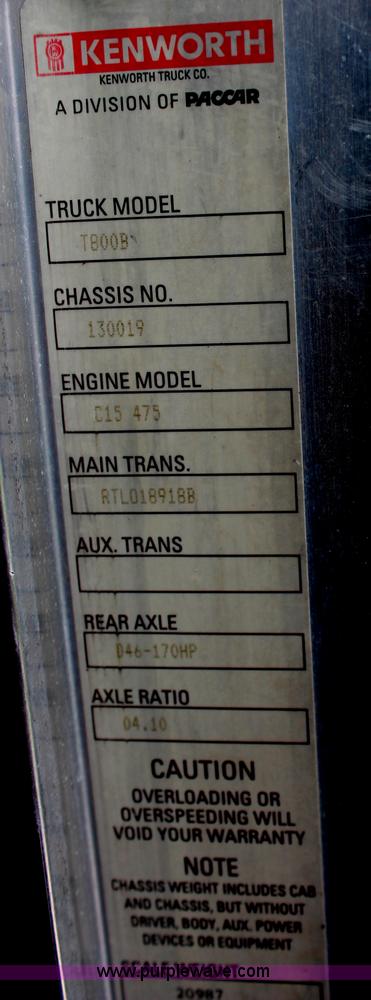 KENWORTH
KENWORTH TRUCK CO.
A DIVISION OF PACCAR
TRUCK MODEL
T800B
CHASSIS NO.
130019
ENGINE MODEL
C15 475
MAIN TRANS.
RTLO18918B
AUX. TRANS
REAR AXLE
D46-170HP
AXLE RATIO
04.10
CAUTION
OVERLOADING OR
OVERSPEEDING WILL
VOID YOUR WARRANTY
NOTE
CHASSIS WEIGHT INCLUDES CAB
AND CHASSIS, BUT WITHOUT
DRIVER, BODY, AUX. POWER
DEVICES OR EQUIPMENT
www.purplewave.com
20987